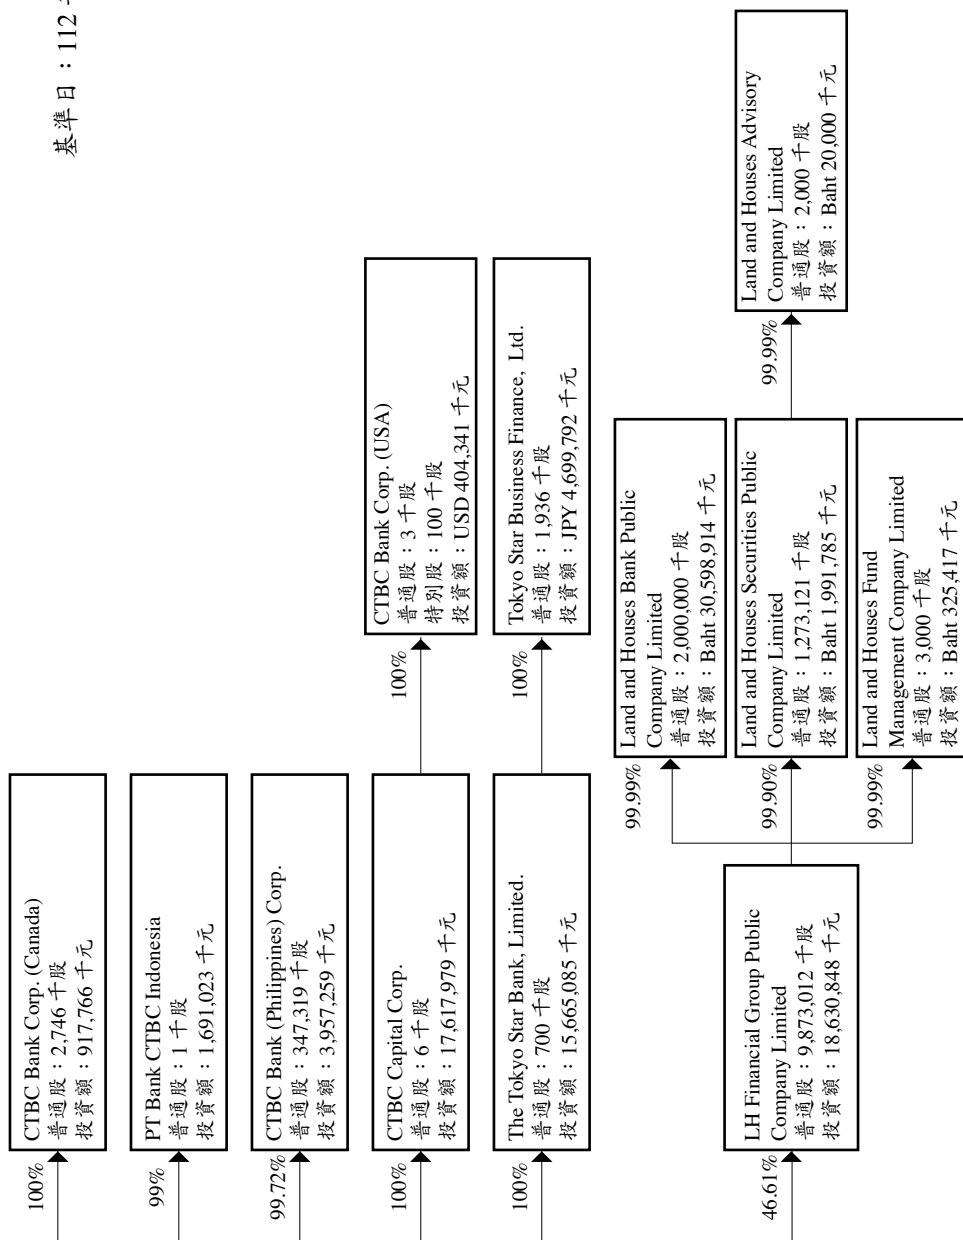 基準日：112
100%
CTBC Bank Corp. (Canada)
普通股：2,746 千股
投資額：917,766 千元
99%
PT Bank CTBC Indonesia
普通股：1 千股
投資額：1,691,023 千元
99.72%
CTBC Bank (Philippines) Corp.
普通股：347,319 千股
投資額：3,957,259 千元
100%
CTBC Capital Corp.
普通股：6 千股
投資額：17,617,979 千元
100%
CTBC Bank Corp. (USA)
普通股：3 千股
特別股：100 千股
投資額：USD 404,341 千元
100%
The Tokyo Star Bank, Limited.
普通股：700 千股
投資額：15,665,085 千元
100%
Tokyo Star Business Finance, Ltd.
普通股：1,936 千股
投資額：JPY 4,699,792 千元
46.61%
LH Financial Group Public
Company Limited
普通股：9,873,012 千股
投資額：18,630,848 千元
99.99%
Land and Houses Bank Public
Company Limited
普通股：2,000,000 千股
投資額：Baht 30,598,914 千元
99.90%
Land and Houses Securities Public
Company Limited
普通股：1,273,121 千股
投資額：Baht 1,991,785 千元
99.99%
Land and Houses Advisory
Company Limited
普通股：2,000 千股
投資額：Baht 20,000 千元
99.99%
Land and Houses Fund
Management Company Limited
普通股：3,000 千股
投資額：Baht 325,417 千元